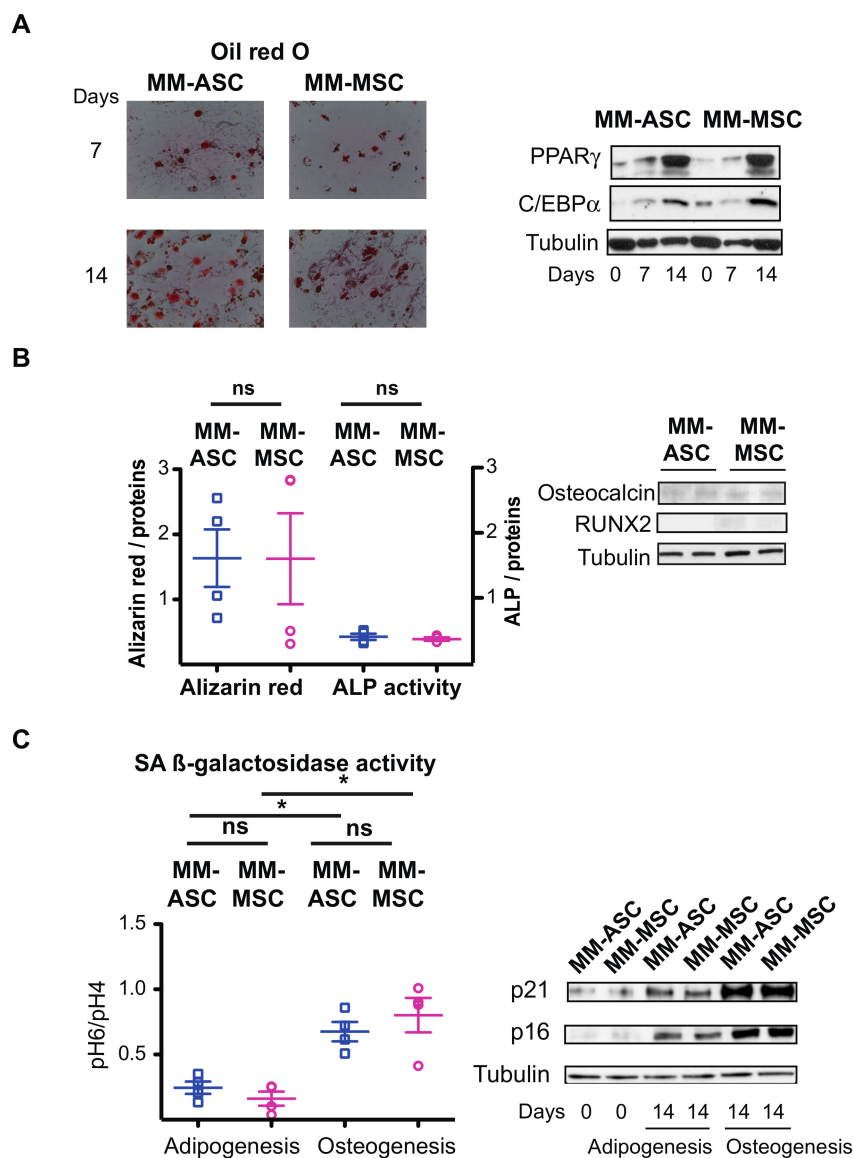 A
Oil red O
MM-ASC MM-MSC
Days
7
14
MM-ASC MM-MSC
PPARγ
C/EBPα
Tubulin
Days 0 7 14 0 7 14
B
ns ns
MM-ASC MM-MSC MM-ASC MM-MSC
3
2
1
Alizarin red / proteins
3
2
1
ALP / proteins
Alizarin red ALP activity
MM-ASC MM-MSC
Osteocalcin
RUNX2
Tubulin
C
SA ß-galactosidase activity
*
*
ns ns
MM-ASC MM-MSC MM-ASC MM-MSC
1.5
1.0
0.5
pH6/pH4
Adipogenesis Osteogenesis
MM-ASC MM-MSC MM-ASC MM-MSC MM-ASC MM-MSC
p21
p16
Tubulin
Days 0 0 14 14 14 14
Adipogenesis Osteogenesis